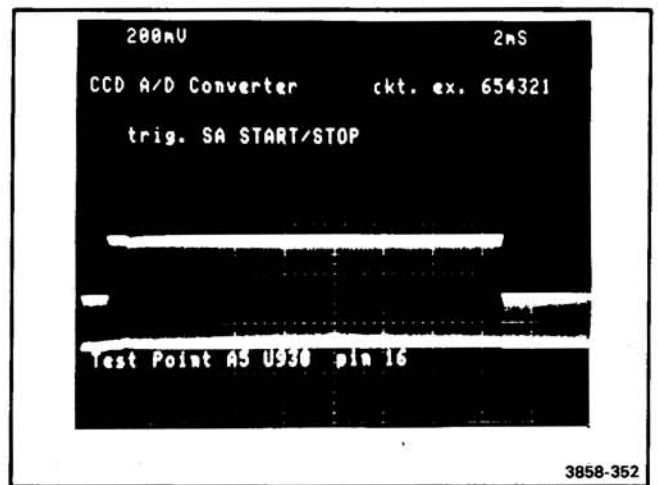 200mV 2mS
CCD A/D Converter ckt. ex. 654321
trig. SA START/STOP
Test Point A5 U930 pin 16
3858-352